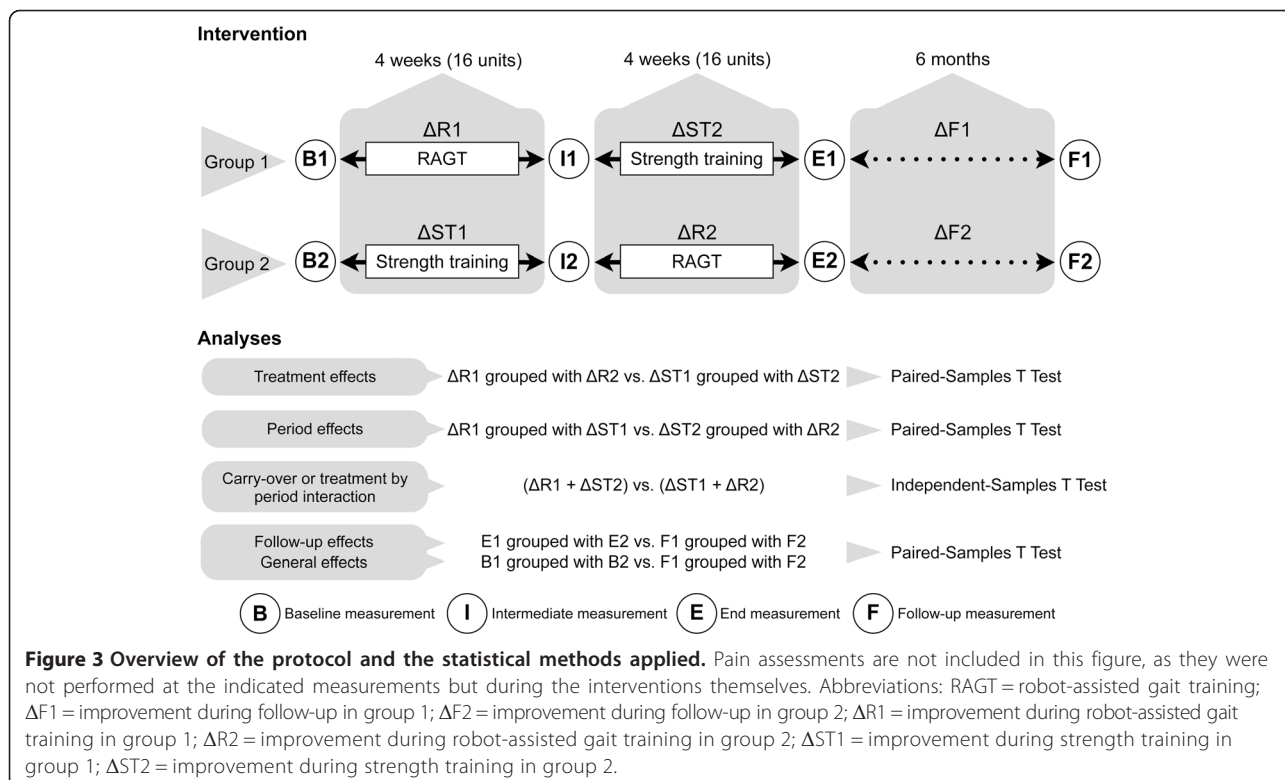 Intervention
4 weeks (16 units) 4 weeks (16 units) 6 months
ΔR1 ΔST2 ΔF1
Group 1 B1 RAGT I1 Strength training E1 F1
ΔST1 ΔR2 ΔF2
Group 2 B2 Strength training I2 RAGT E2 F2
Analyses
Treatment effects ΔR1 grouped with ΔR2 vs. ΔST1 grouped with ΔST2 Paired-Samples T Test
Period effects ΔR1 grouped with ΔST1 vs. ΔST2 grouped with ΔR2 Paired-Samples T Test
Carry-over or treatment by
period interaction (ΔR1 + ΔST2) vs. (ΔST1 + ΔR2) Independent-Samples T Test
Follow-up effects E1 grouped with E2 vs. F1 grouped with F2
General effects B1 grouped with B2 vs. F1 grouped with F2 Paired-Samples T Test
B Baseline measurement I Intermediate measurement E End measurement F Follow-up measurement
Figure 3 Overview of the protocol and the statistical methods applied. Pain assessments are not included in this figure, as they were
not performed at the indicated measurements but during the interventions themselves. Abbreviations: RAGT = robot-assisted gait training;
ΔF1 = improvement during follow-up in group 1; ΔF2 = improvement during follow-up in group 2; ΔR1 = improvement during robot-assisted gait
training in group 1; ΔR2 = improvement during robot-assisted gait training in group 2; ΔST1 = improvement during strength training in
group 1; ΔST2 = improvement during strength training in group 2.